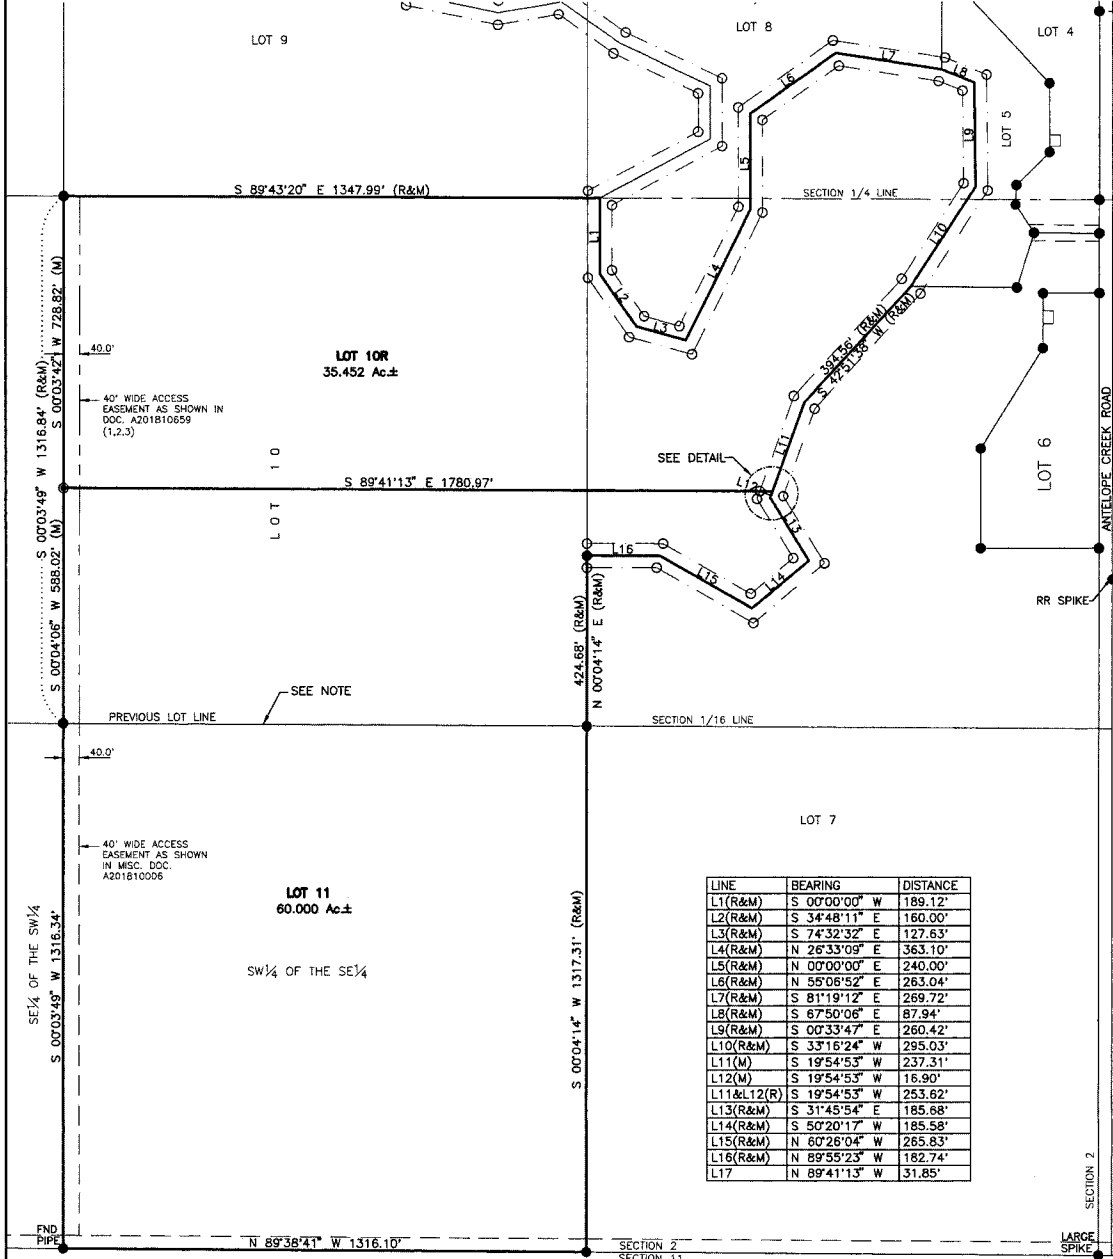 LOT 9
LOT 8
LOT 4
LOT 5
L7
L8
L6
L9
L5
S 89°43'20" E 1347.99' (R&M)
SECTION 1/4 LINE
L1
L10
L4
L2
L3
S 00°03'42" W 728.82' (M)
S 00°03'49" W 1316.84' (R&M)
40.0'
LOT 10R
35.452 Ac.±
394.56' (R&M)
S 42°51'38" W (R&M)
40' WIDE ACCESS
EASEMENT AS SHOWN IN
DOC. A201810659
(1,2,3)
LOT 10
L11
SEE DETAIL
LOT 6
ANTELOPE CREEK ROAD
S 89°41'13" E 1780.97'
L12
L13
L16
L15
L14
S 00°04'06" W 588.02' (M)
424.68' (R&M)
N 00°04'14" E (R&M)
RR SPIKE
SEE NOTE
PREVIOUS LOT LINE
SECTION 1/16 LINE
40.0'
LOT 7
40' WIDE ACCESS
EASEMENT AS SHOWN
IN MISC. DOC.
A201810006
LOT 11
60.000 Ac.±
SW¼ OF THE SE¼
SE¼ OF THE SW¼
S 00°03'49" W 1316.34'
S 00°04'14" W 1317.31' (R&M)
LINE BEARING DISTANCE
L1(R&M) S 00°00'00" W 189.12'
L2(R&M) S 34°48'11" E 160.00'
L3(R&M) S 74°32'32" E 127.63'
L4(R&M) N 26°33'09" E 363.10'
L5(R&M) N 00°00'00" E 240.00'
L6(R&M) N 55°06'52" E 263.04'
L7(R&M) S 81°19'12" E 269.72'
L8(R&M) S 67°50'06" E 87.94'
L9(R&M) S 00°33'47" E 260.42'
L10(R&M) S 33°16'24" W 295.03'
L11(M) S 19°54'53" W 237.31'
L12(M) S 19°54'53" W 16.90'
L11&L12(R) S 19°54'53" W 253.62'
L13(R&M) S 31°45'54" E 185.68'
L14(R&M) S 50°20'17" W 185.58'
L15(R&M) N 60°26'04" W 265.83'
L16(R&M) N 89°55'23" W 182.74'
L17 N 89°41'13" W 31.85'
SECTION 2
FND
PIPE
N 89°38'41" W 1316.10'
SECTION 2
SECTION 11
LARGE
SPIKE